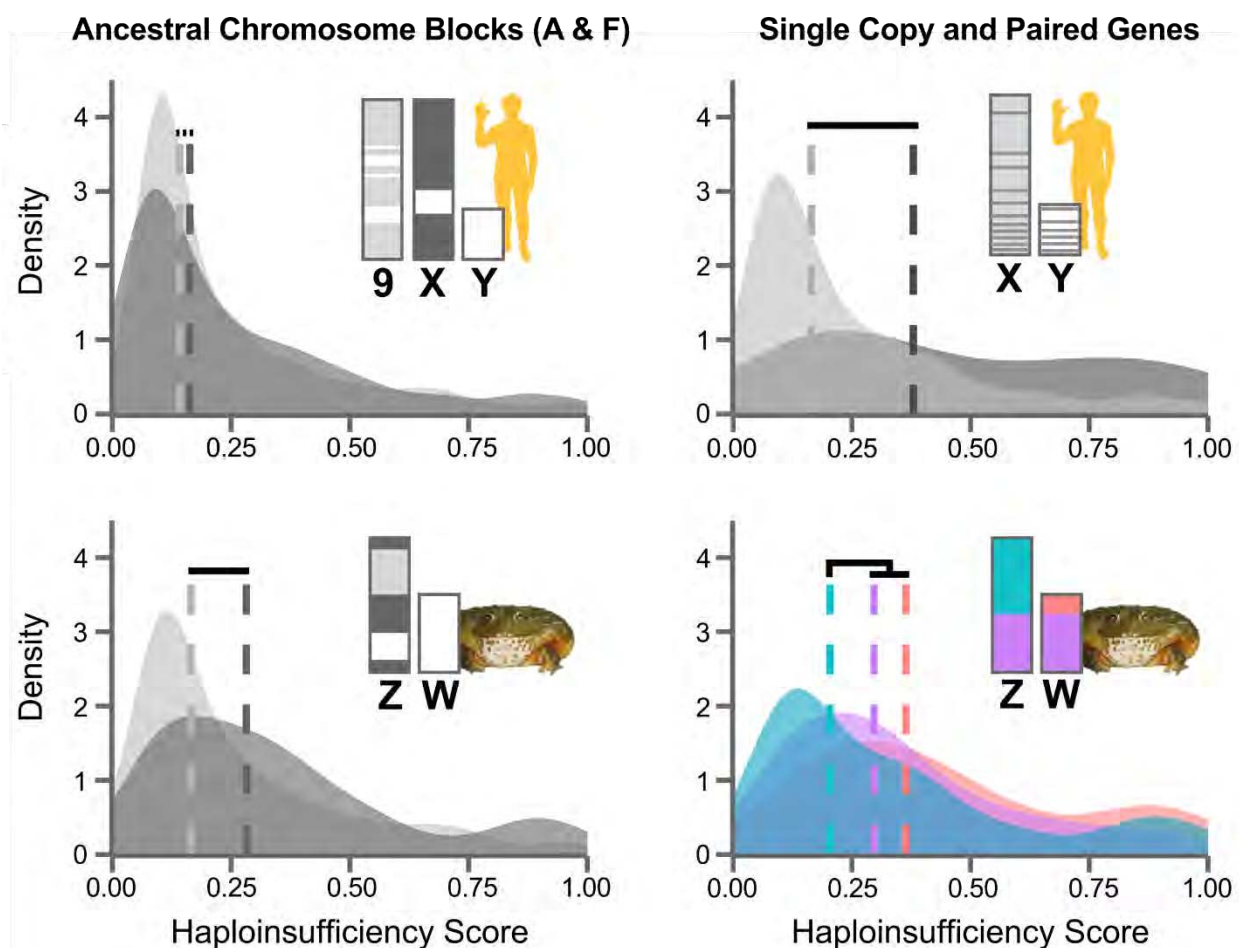 Ancestral Chromosome Blocks (A & F)
Single Copy and Paired Genes
Density
4
3
2
1
0
0.00 0.25 0.50 0.75 1.00
9 X Y
4
3
2
1
0
0.00 0.25 0.50 0.75 1.00
X Y
Density
4
3
2
1
0
0.00 0.25 0.50 0.75 1.00
Haploinsufficiency Score
Z W
4
3
2
1
0
0.00 0.25 0.50 0.75 1.00
Haploinsufficiency Score
Z W